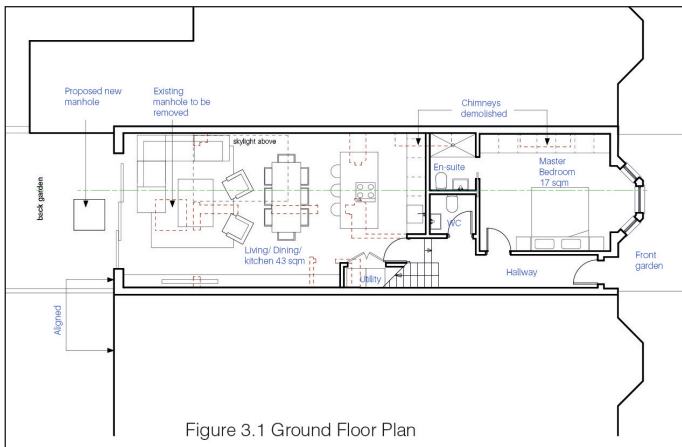 Proposed new
manhole
Existing
manhole to be
removed
skylight above
Chimneys
demolished
En-suite
Master
Bedroom
17 sqm
back garden
WC
Living/ Dining/
kitchen 43 sqm
Utility
Hallway
Front
garden
Aligned
Figure 3.1 Ground Floor Plan